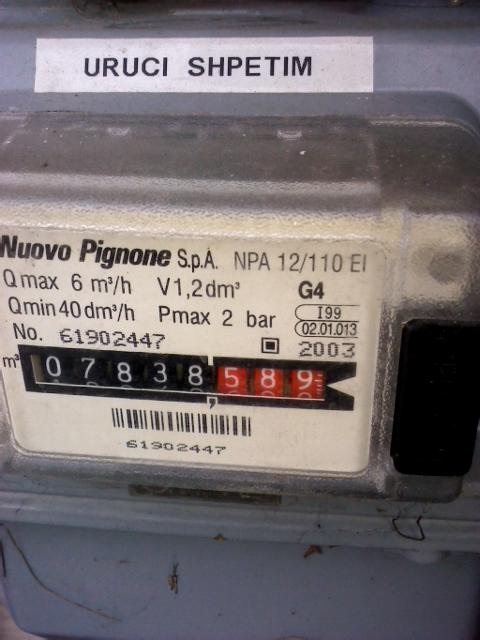 URUCI SHPETIM
Nuovo Pignone S.p.A. NPA 12/110 El
Qmax 6 m³/h V1,2dm³ G4
Qmin 40 dm³/h Pmax 2 bar I99
02.01.013
No. 61902447 2003
m³ 07838,589
61902447